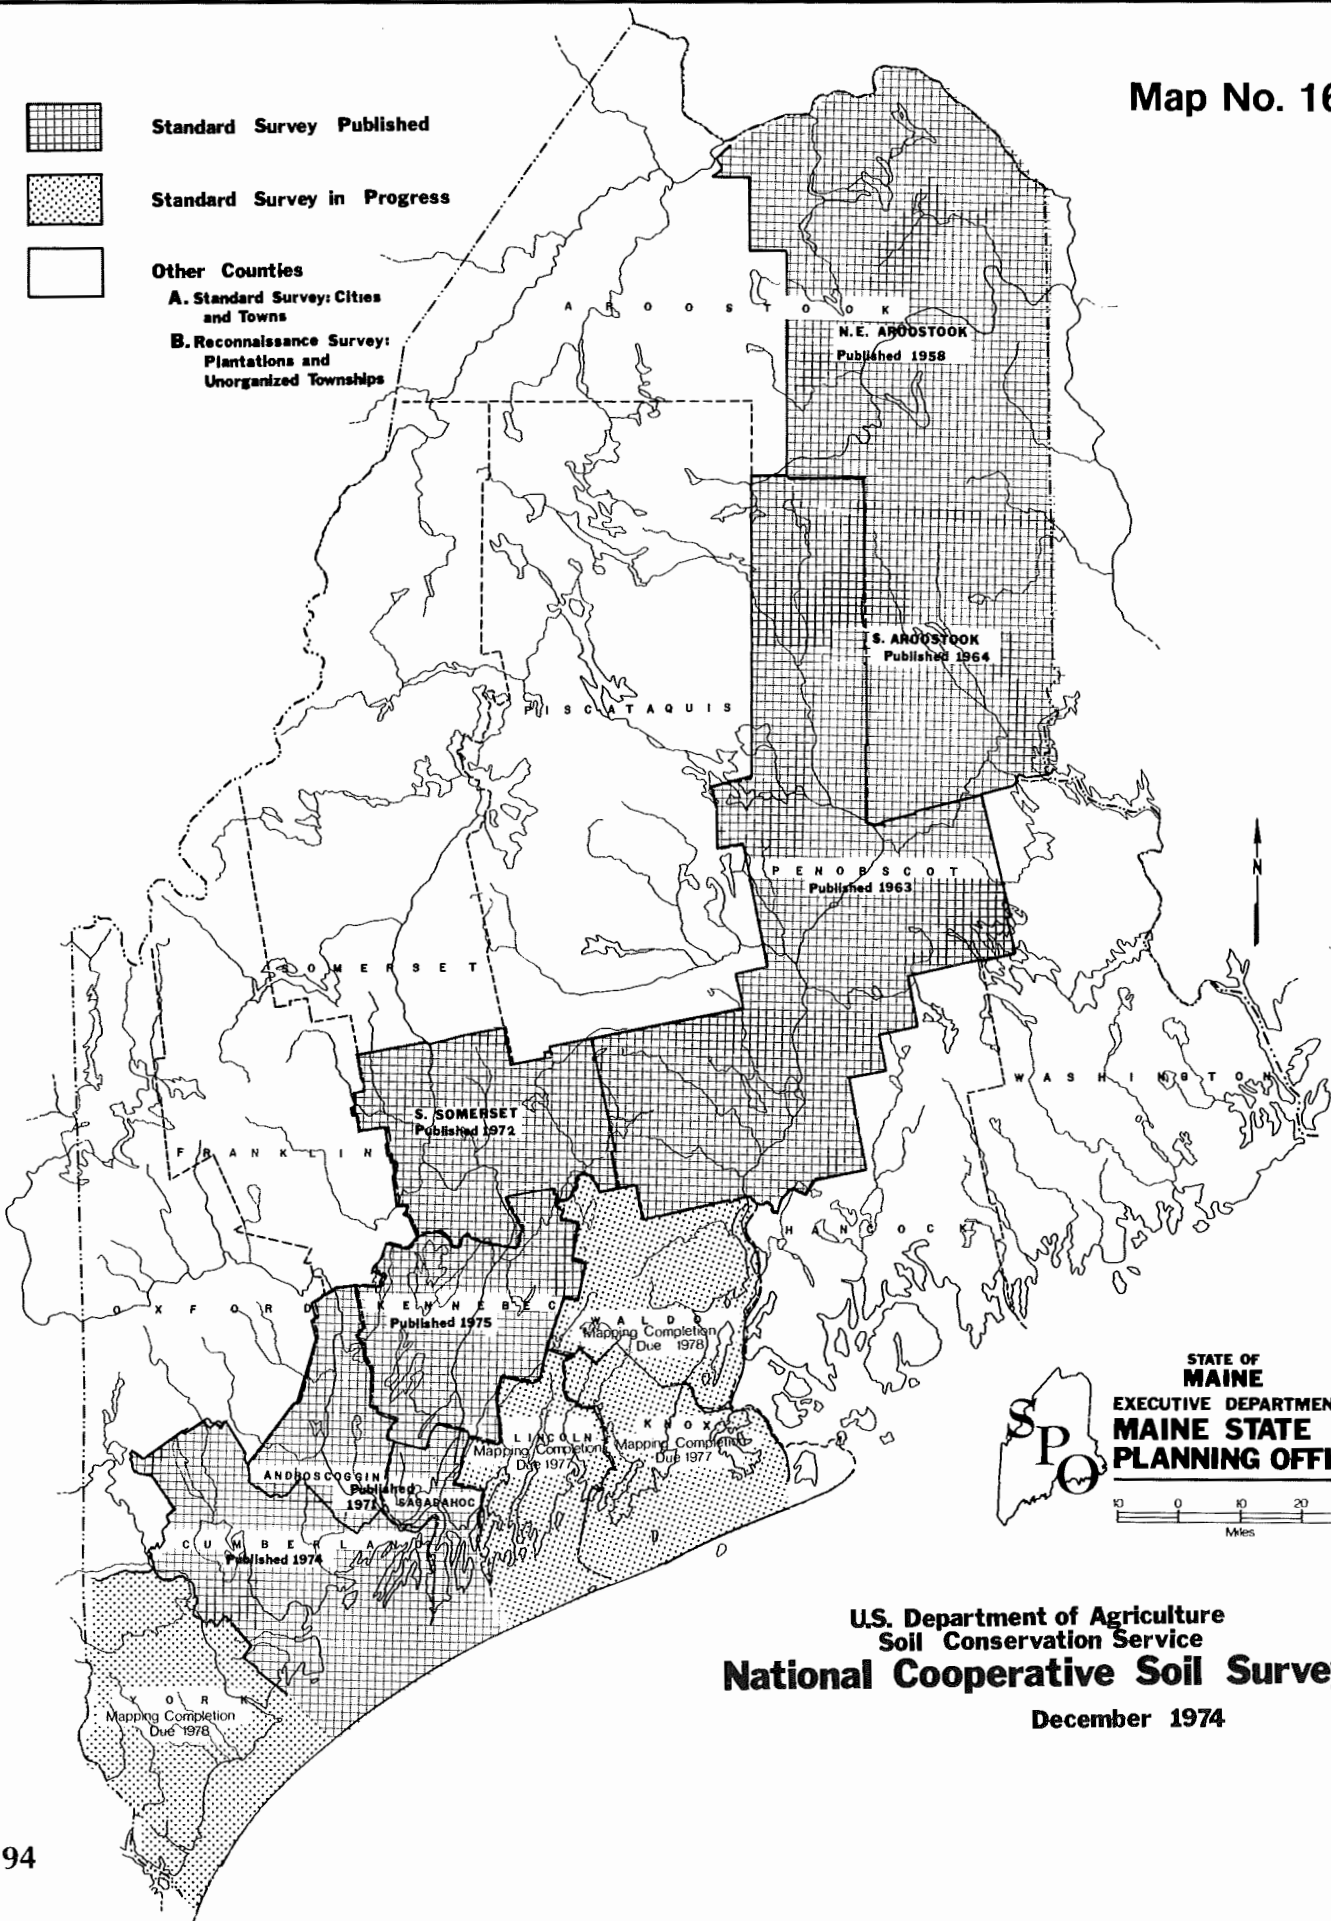 Map No. 16
Standard Survey Published
Standard Survey in Progress
Other Counties
A. Standard Survey: Cities
and Towns
B. Reconnaissance Survey:
Plantations and
Unorganized Townships
AROOSTOOK
N.E. AROOSTOOK
Published 1958
S. AROOSTOOK
Published 1964
PISCATAQUIS
PENOBSCOT
Published 1963
N
SOMERSET
WASHINGTON
S. SOMERSET
Published 1972
FRANKLIN
HANCOCK
OXFORD
KENNEBEC
Published 1975
WALDO
Mapping Completion
Due 1978
KNOX
Mapping Completion
Due 1977
LINCOLN
Mapping Completion
Due 1977
ANDROSCOGGIN
Published
1971
SAGADAHOC
CUMBERLAND
Published 1974
YORK
Mapping Completion
Due 1978
SPO
STATE OF
MAINE
EXECUTIVE DEPARTMEN
MAINE STATE
PLANNING OFFI
10 0 10 20
Miles
U.S. Department of Agriculture
Soil Conservation Service
National Cooperative Soil Surve
December 1974
94